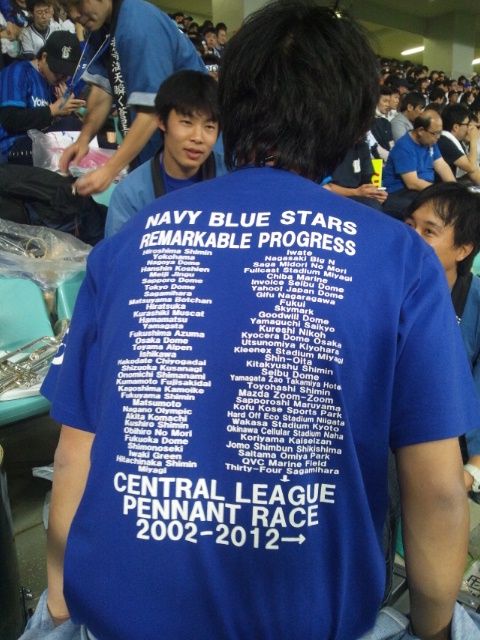 NAVY BLUE STARS
REMARKABLE PROGRESS
Hiroshima Shimin
Yokohama
Nagoya Dome
Hanshin Koshien
Meiji Jingu
Sapporo Dome
Tokyo Dome
Sagamihara
Matsuyama Botchan
Hiratsuka
Kurashiki Muscat
Hamamatsu
Yamagata
Fukushima Azuma
Osaka Dome
Toyama Alpen
Ishikawa
Hakodate Chiyogadai
Shizuoka Kusanagi
Onomichi Shimanami
Kumamoto Fujisakidai
Kagoshima Kamoike
Fukuyama Shimin
Matsumoto
Nagano Olympic
Akita Komachi
Kushiro Shimin
Obihiro No Mori
Fukuoka Dome
Shimonoseki
Iwaki Green
Hitachinaka Shimin
Miyagi
Iwate
Nagasaki Big N
Saga Midori No Mori
Fullcast Stadium Miyagi
Chiba Marine
Invoice Seibu Dome
Yahoo! Japan Dome
Gifu Nagaragawa
Fukui
Skymark
Goodwill Dome
Yamaguchi Saikyo
Kureshi Nikoh
Kyocera Dome Osaka
Utsunomiya Kiyohara
Kleenex Stadium Miyagi
Shin-Oita
Kitakyushu Shimin
Seibu Dome
Yamagata Zao Takamiya Hotel
Toyohashi Shimin
Mazda Zoom-Zoom
Sapporoshi Maruyama
Kofu Kose Sports Park
Hard Off Eco Stadium Niigata
Wakasa Stadium Kyoto
Okinawa Cellular Stadium Naha
Koriyama Kaiseizan
Jomo Shimbun Shikishima
Saitama Omiya Park
QVC Marine Field
Thirty-Four Sagamihara
↓
CENTRAL LEAGUE
PENNANT RACE
2002-2012→